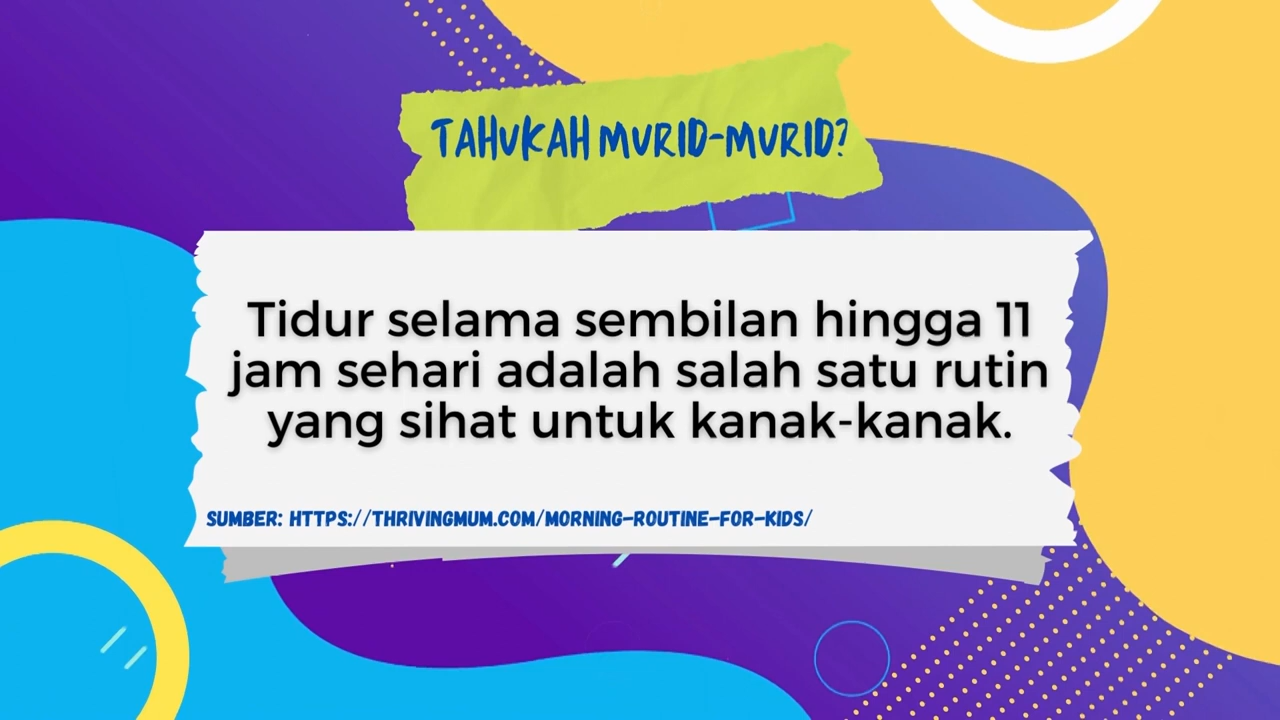 TAHUKAH MURID-MURID?
Tidur selama sembilan hingga 11
jam sehari adalah salah satu rutin
yang sihat untuk kanak-kanak.
SUMBER: HTTPS://THRIVINGMUM.COM/MORNING-ROUTINE-FOR-KIDS/